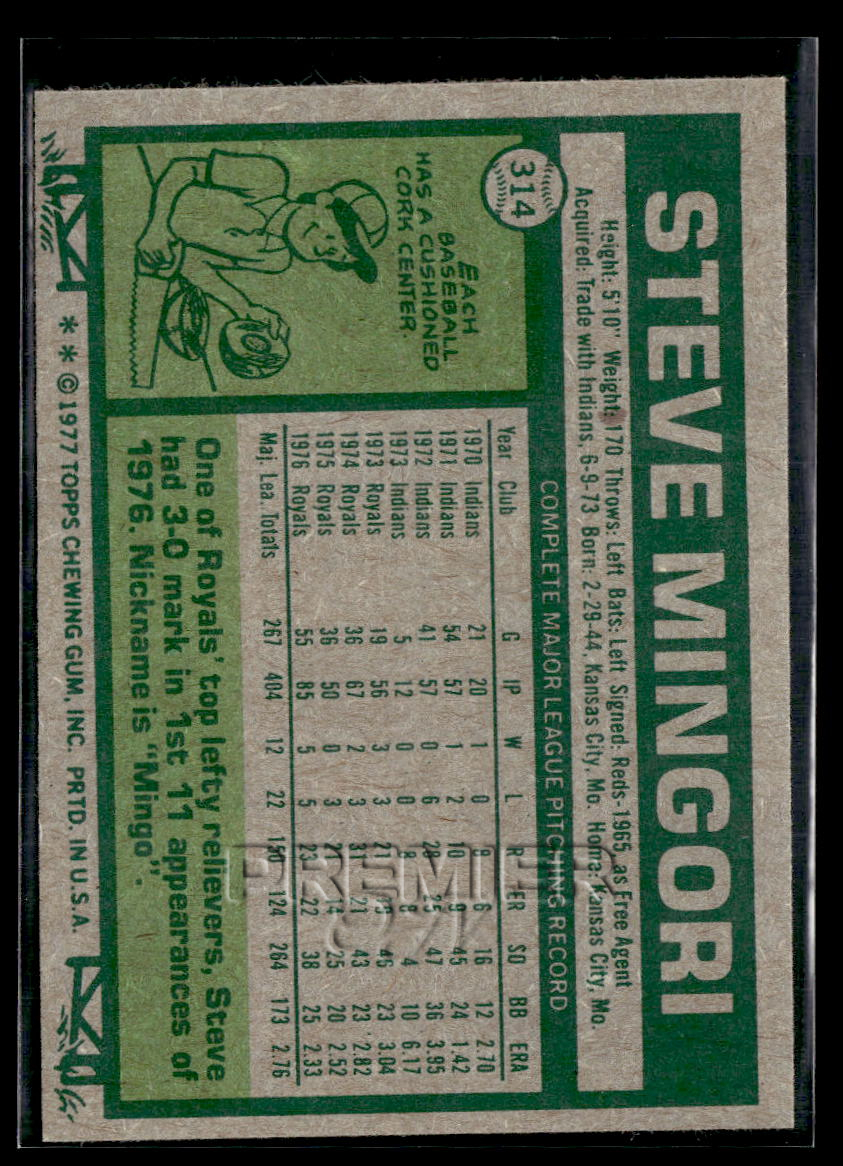 314
STEVE MINGORI
Height: 5'10" Weight: 170 Throws: Left Bats: Left Signed: Reds-1965, as Free Agent
Acquired: Trade with Indians, 6-9-73 Born: 2-29-44, Kansas City, Mo. Home: Kansas City, Mo.
EACH
BASEBALL
HAS A CUSHIONED
CORK CENTER.
COMPLETE MAJOR LEAGUE PITCHING RECORD
Year Club G IP W L R ER SO BB ERA
1970 Indians 21 20 1 0 8 6 16 12 2.70
1971 Indians 54 57 1 2 10 9 45 24 1.42
1972 Indians 41 57 0 6 28 25 47 36 3.95
1973 Indians 5 12 0 0 8 8 4 10 6.17
1973 Royals 19 56 3 3 21 19 46 23 3.04
1974 Royals 36 67 2 3 31 21 43 23 2.82
1975 Royals 36 50 0 3 21 14 25 20 2.52
1976 Royals 55 85 5 5 23 22 38 25 2.33
Maj. Lea. Totals 267 404 12 22 150 124 264 173 2.76
One of Royals' top lefty relievers, Steve
had 3-0 mark in 1st 11 appearances of
1976. Nickname is "Mingo".
* * © 1977 TOPPS CHEWING GUM, INC. PRTD. IN U.S.A.
PREMIER